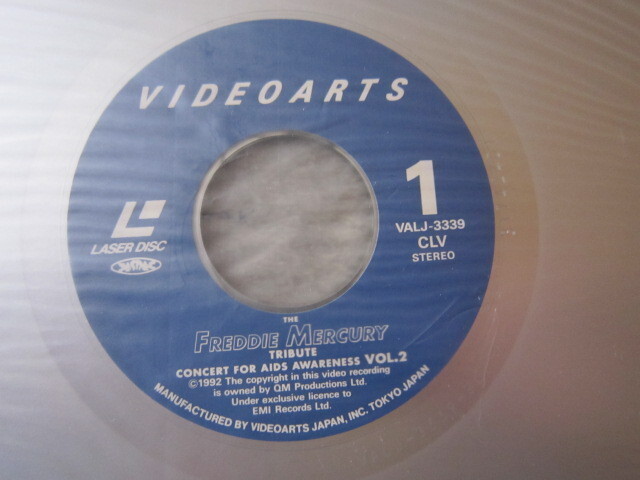 VIDEOARTS
1
VALJ-3339
CLV
STEREO
LASER DISC
THE
FREDDIE MERCURY
TRIBUTE
CONCERT FOR AIDS AWARENESS VOL.2
©1992 The copyright in this video recording
is owned by QM Productions Ltd.
Under exclusive licence to
EMI Records Ltd.
MANUFACTURED BY VIDEOARTS JAPAN, INC. TOKYO JAPAN